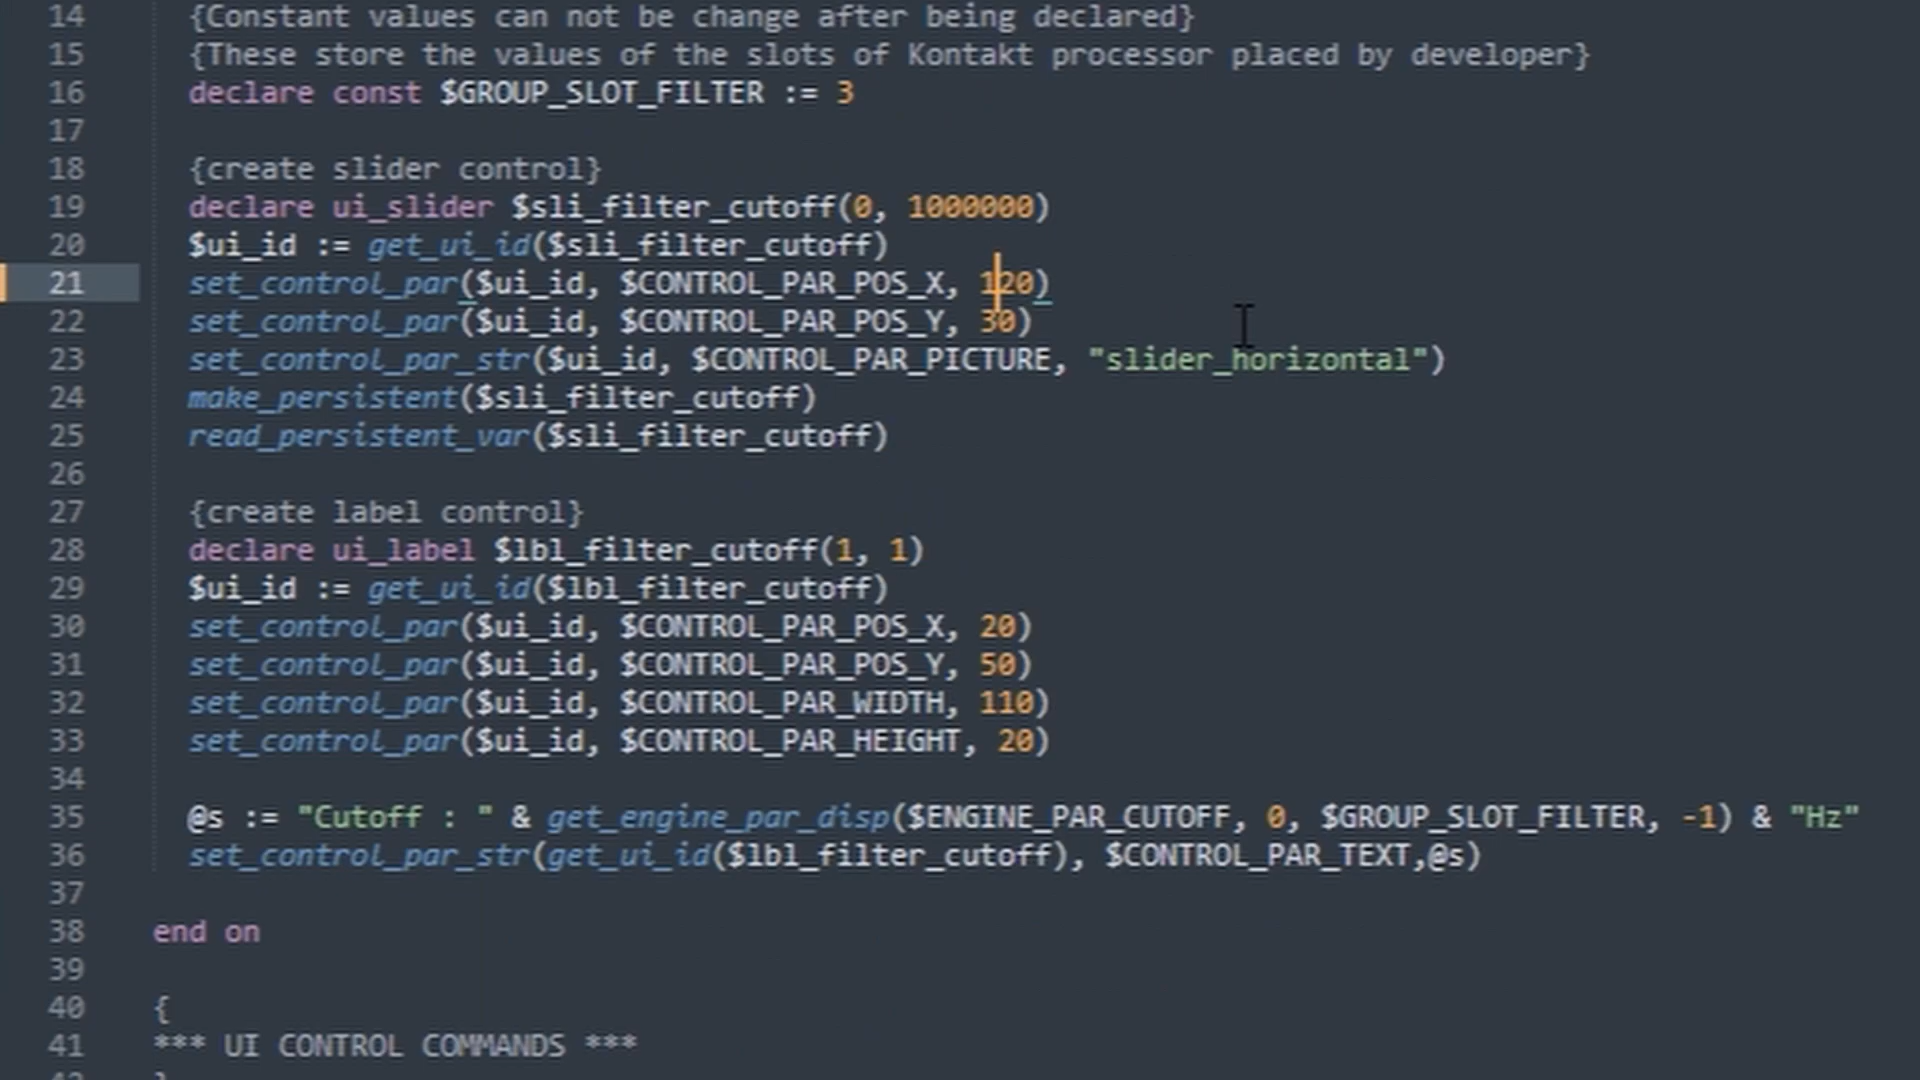 14 {Constant values can not be change after being declared}
15 {These store the values of the slots of Kontakt processor placed by developer}
16 declare const $GROUP_SLOT_FILTER := 3
17
18 {create slider control}
19 declare ui_slider $sli_filter_cutoff(0, 1000000)
20 $ui_id := get_ui_id($sli_filter_cutoff)
21 set_control_par($ui_id, $CONTROL_PAR_POS_X, 120)
22 set_control_par($ui_id, $CONTROL_PAR_POS_Y, 30)
23 set_control_par_str($ui_id, $CONTROL_PAR_PICTURE, "slider_horizontal")
24 make_persistent($sli_filter_cutoff)
25 read_persistent_var($sli_filter_cutoff)
26
27 {create label control}
28 declare ui_label $lbl_filter_cutoff(1, 1)
29 $ui_id := get_ui_id($lbl_filter_cutoff)
30 set_control_par($ui_id, $CONTROL_PAR_POS_X, 20)
31 set_control_par($ui_id, $CONTROL_PAR_POS_Y, 50)
32 set_control_par($ui_id, $CONTROL_PAR_WIDTH, 110)
33 set_control_par($ui_id, $CONTROL_PAR_HEIGHT, 20)
34
35 @s := "Cutoff : " & get_engine_par_disp($ENGINE_PAR_CUTOFF, 0, $GROUP_SLOT_FILTER, -1) & "Hz"
36 set_control_par_str(get_ui_id($lbl_filter_cutoff), $CONTROL_PAR_TEXT,@s)
37
38 end on
39
40 {
41 *** UI CONTROL COMMANDS ***
42 }